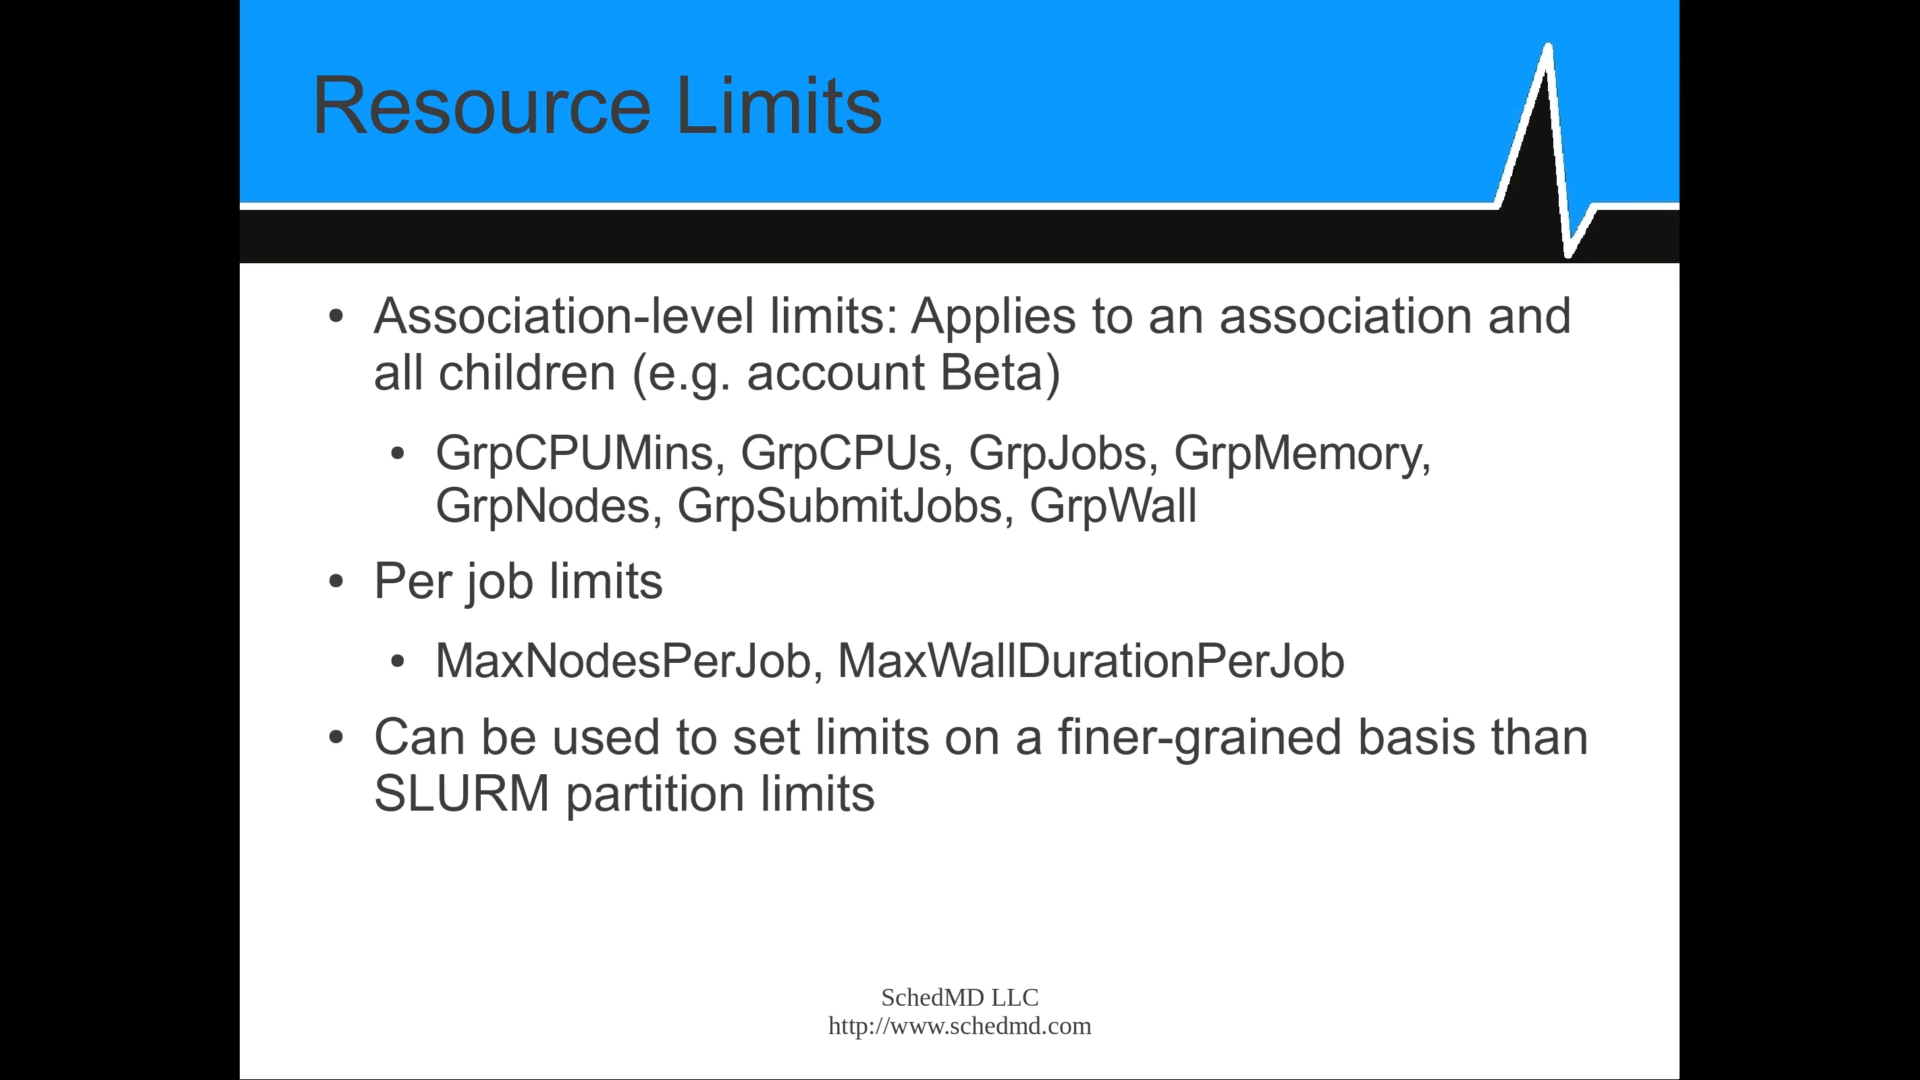 Resource Limits
• Association-level limits: Applies to an association and
all children (e.g. account Beta)
• GrpCPUMins, GrpCPUs, GrpJobs, GrpMemory,
GrpNodes, GrpSubmitJobs, GrpWall
• Per job limits
• MaxNodesPerJob, MaxWallDurationPerJob
• Can be used to set limits on a finer-grained basis than
SLURM partition limits
SchedMD LLC
http://www.schedmd.com